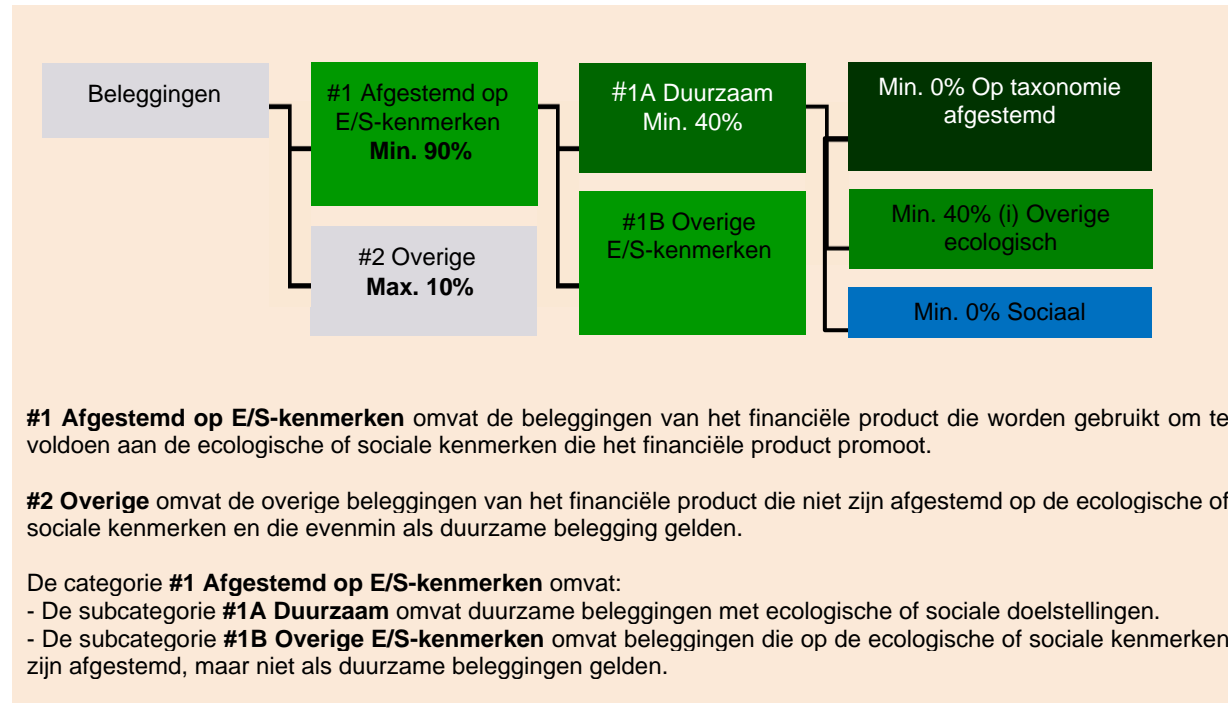 Beleggingen
#1 Afgestemd op
E/S-kenmerken
Min. 90%
#2 Overige
Max. 10%
#1A Duurzaam
Min. 40%
#1B Overige
E/S-kenmerken
Min. 0% Op taxonomie
afgestemd
Min. 40% (i) Overige
ecologisch
Min. 0% Sociaal
#1 Afgestemd op E/S-kenmerken omvat de beleggingen van het financiële product die worden gebruikt om te
voldoen aan de ecologische of sociale kenmerken die het financiële product promoot.
#2 Overige omvat de overige beleggingen van het financiële product die niet zijn afgestemd op de ecologische of
sociale kenmerken en die evenmin als duurzame belegging gelden.
De categorie #1 Afgestemd op E/S-kenmerken omvat:
- De subcategorie #1A Duurzaam omvat duurzame beleggingen met ecologische of sociale doelstellingen.
- De subcategorie #1B Overige E/S-kenmerken omvat beleggingen die op de ecologische of sociale kenmerken
zijn afgestemd, maar niet als duurzame beleggingen gelden.